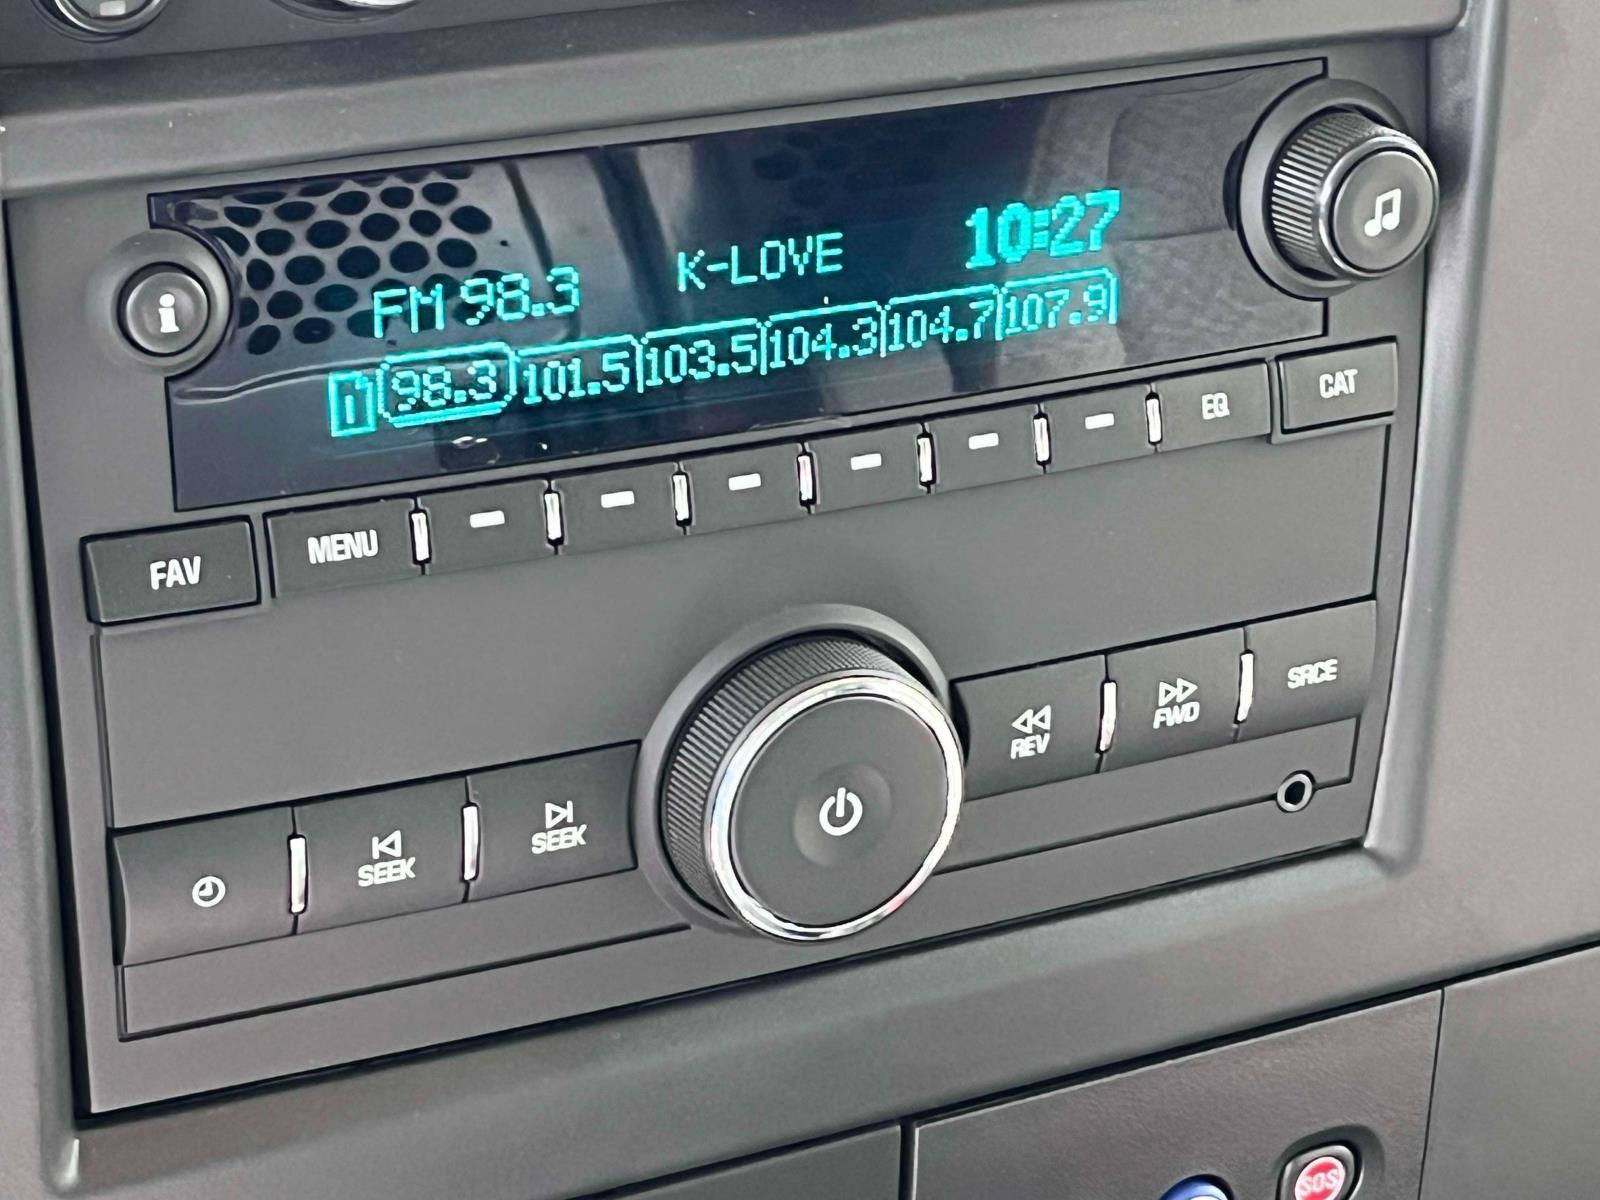 FM 98.3 K-LOVE 10:27
1 98.3 101.5 103.5 104.3 104.7 107.9
i
FAV MENU EQ CAT
SEEK SEEK REV FWD SRCE
SOS